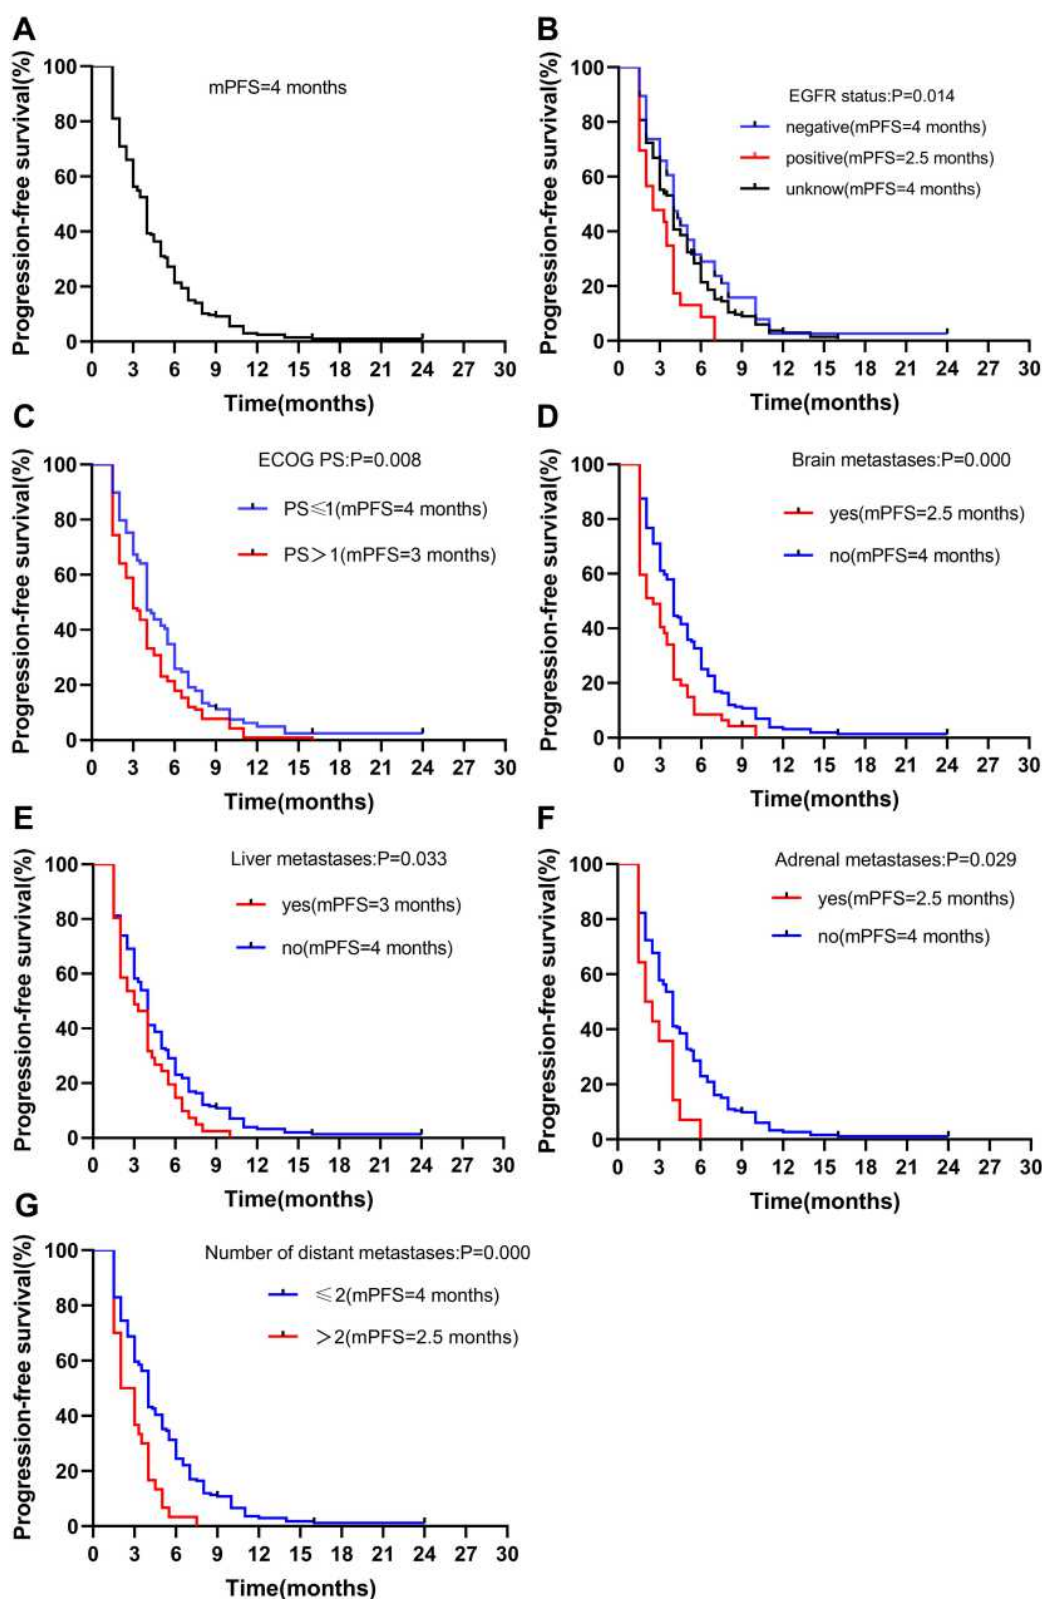 A
Progression-free survival(%)
mPFS=4 months
100
80
60
40
20
0
0 3 6 9 12 15 18 21 24 27 30
Time(months)
B
Progression-free survival(%)
EGFR status:P=0.014
negative(mPFS=4 months)
positive(mPFS=2.5 months)
unknow(mPFS=4 months)
100
80
60
40
20
0
0 3 6 9 12 15 18 21 24 27 30
Time(months)
C
Progression-free survival(%)
ECOG PS:P=0.008
PS⩽1(mPFS=4 months)
PS>1(mPFS=3 months)
100
80
60
40
20
0
0 3 6 9 12 15 18 21 24 27 30
Time(months)
D
Progression-free survival(%)
Brain metastases:P=0.000
yes(mPFS=2.5 months)
no(mPFS=4 months)
100
80
60
40
20
0
0 3 6 9 12 15 18 21 24 27 30
Time(months)
E
Progression-free survival(%)
Liver metastases:P=0.033
yes(mPFS=3 months)
no(mPFS=4 months)
100
80
60
40
20
0
0 3 6 9 12 15 18 21 24 27 30
Time(months)
F
Progression-free survival(%)
Adrenal metastases:P=0.029
yes(mPFS=2.5 months)
no(mPFS=4 months)
100
80
60
40
20
0
0 3 6 9 12 15 18 21 24 27 30
Time(months)
G
Progression-free survival(%)
Number of distant metastases:P=0.000
⩽2(mPFS=4 months)
>2(mPFS=2.5 months)
100
80
60
40
20
0
0 3 6 9 12 15 18 21 24 27 30
Time(months)